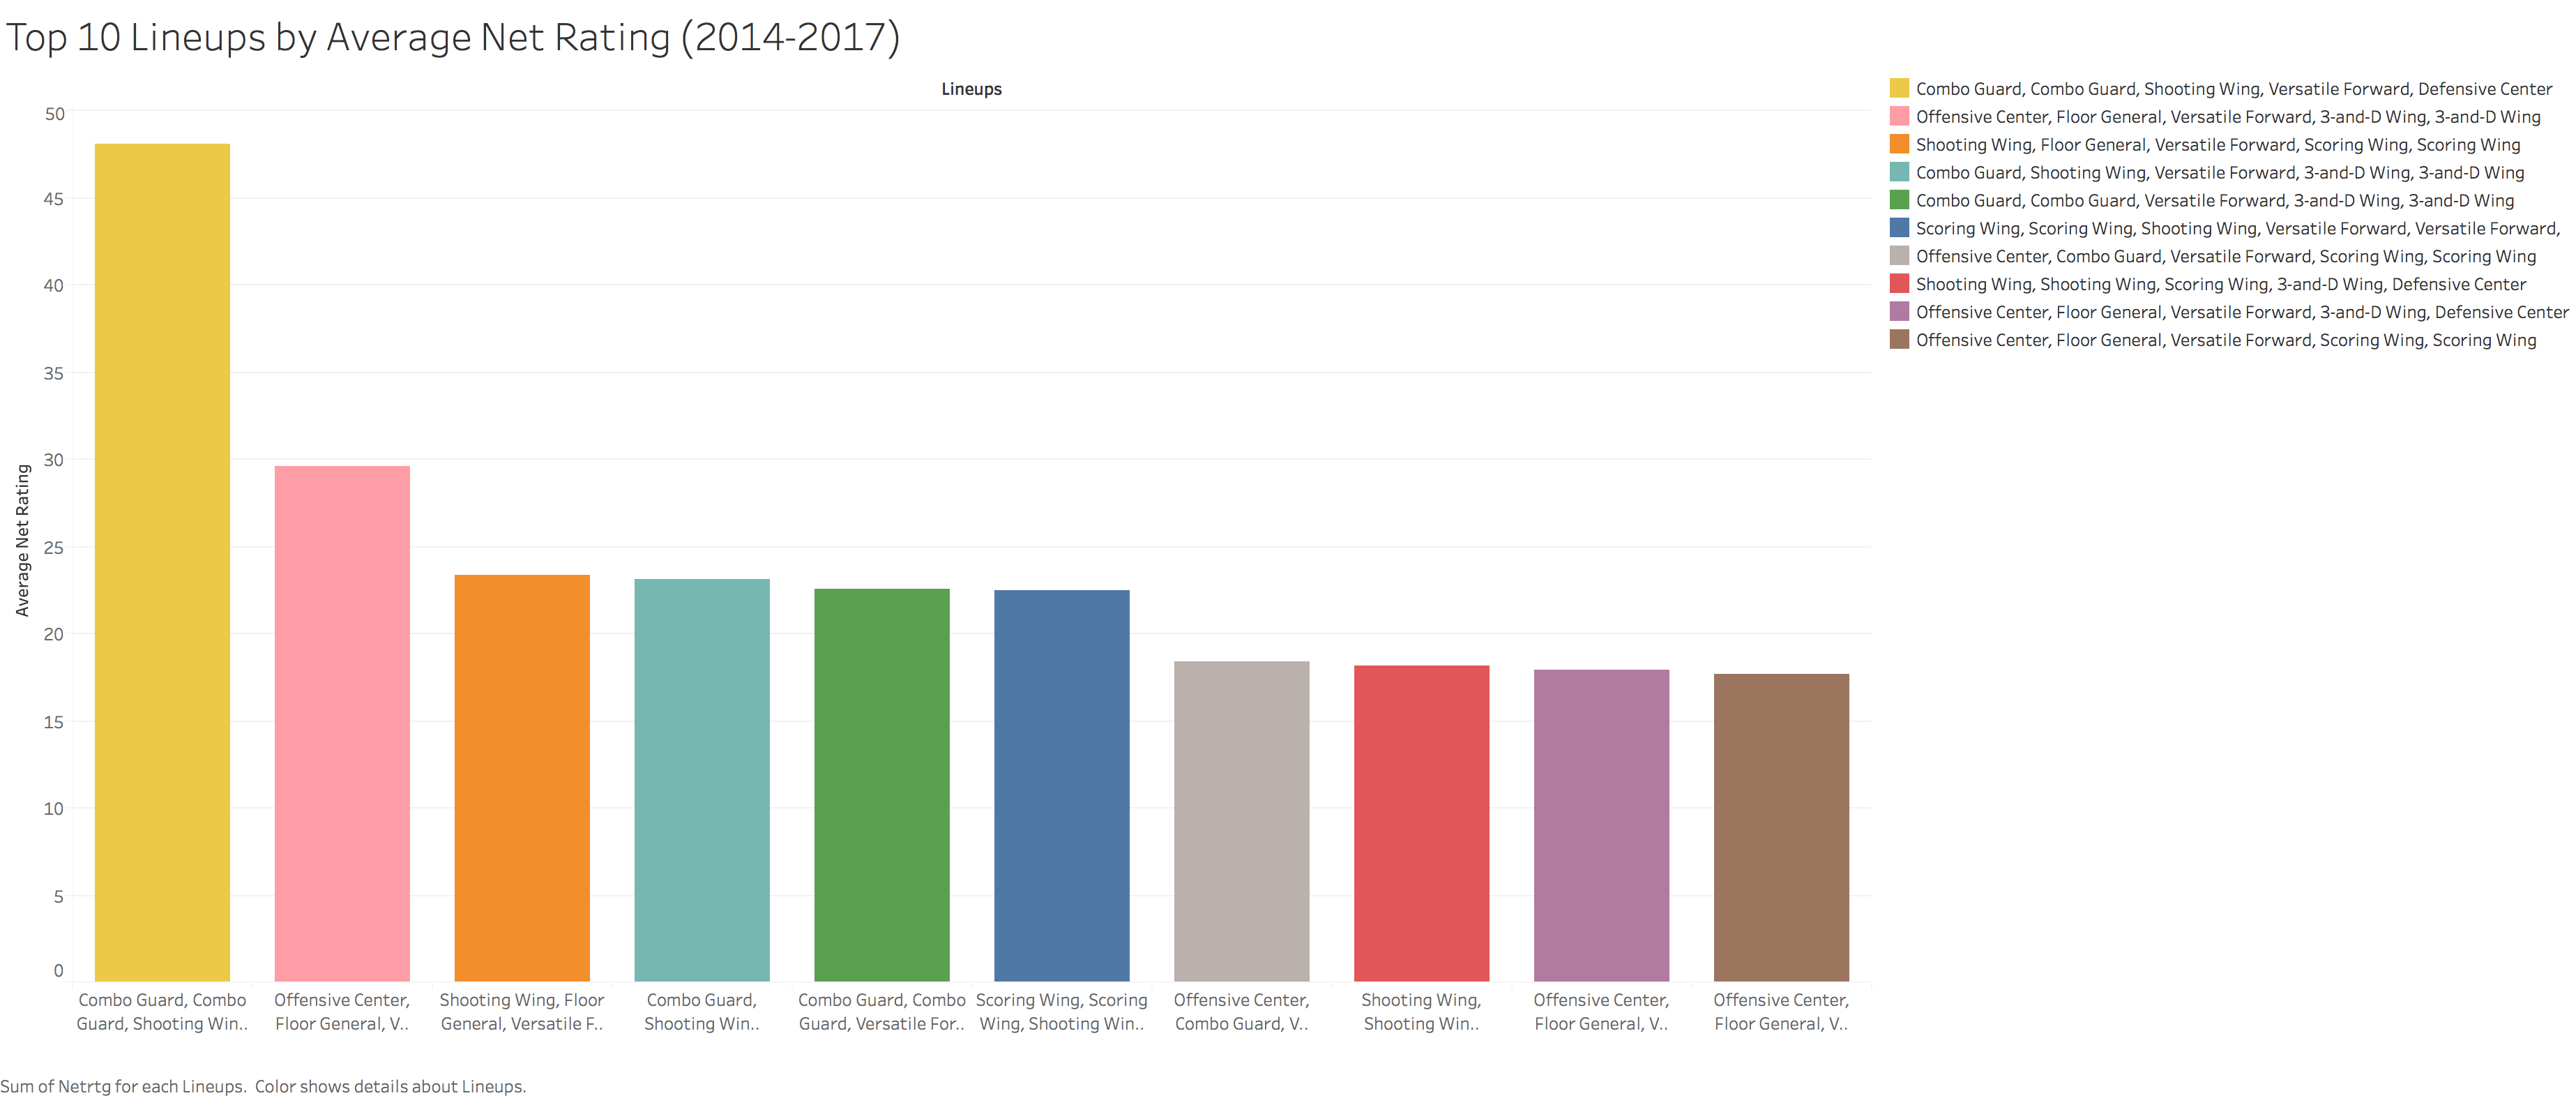 Top 10 Lineups by Average Net Rating (2014-2017)
Lineups
Average Net Rating
50
45
40
35
30
25
20
15
10
5
0
Combo Guard, Combo
Guard, Shooting Win..
Offensive Center,
Floor General, V..
Shooting Wing, Floor
General, Versatile F..
Combo Guard,
Shooting Win..
Combo Guard, Combo
Guard, Versatile For..
Scoring Wing, Scoring
Wing, Shooting Win..
Offensive Center,
Combo Guard, V..
Shooting Wing,
Shooting Win..
Offensive Center,
Floor General, V..
Offensive Center,
Floor General, V..
Combo Guard, Combo Guard, Shooting Wing, Versatile Forward, Defensive Center
Offensive Center, Floor General, Versatile Forward, 3-and-D Wing, 3-and-D Wing
Shooting Wing, Floor General, Versatile Forward, Scoring Wing, Scoring Wing
Combo Guard, Shooting Wing, Versatile Forward, 3-and-D Wing, 3-and-D Wing
Combo Guard, Combo Guard, Versatile Forward, 3-and-D Wing, 3-and-D Wing
Scoring Wing, Scoring Wing, Shooting Wing, Versatile Forward, Versatile Forward,
Offensive Center, Combo Guard, Versatile Forward, Scoring Wing, Scoring Wing
Shooting Wing, Shooting Wing, Scoring Wing, 3-and-D Wing, Defensive Center
Offensive Center, Floor General, Versatile Forward, 3-and-D Wing, Defensive Center
Offensive Center, Floor General, Versatile Forward, Scoring Wing, Scoring Wing
Sum of Netrtg for each Lineups.  Color shows details about Lineups.